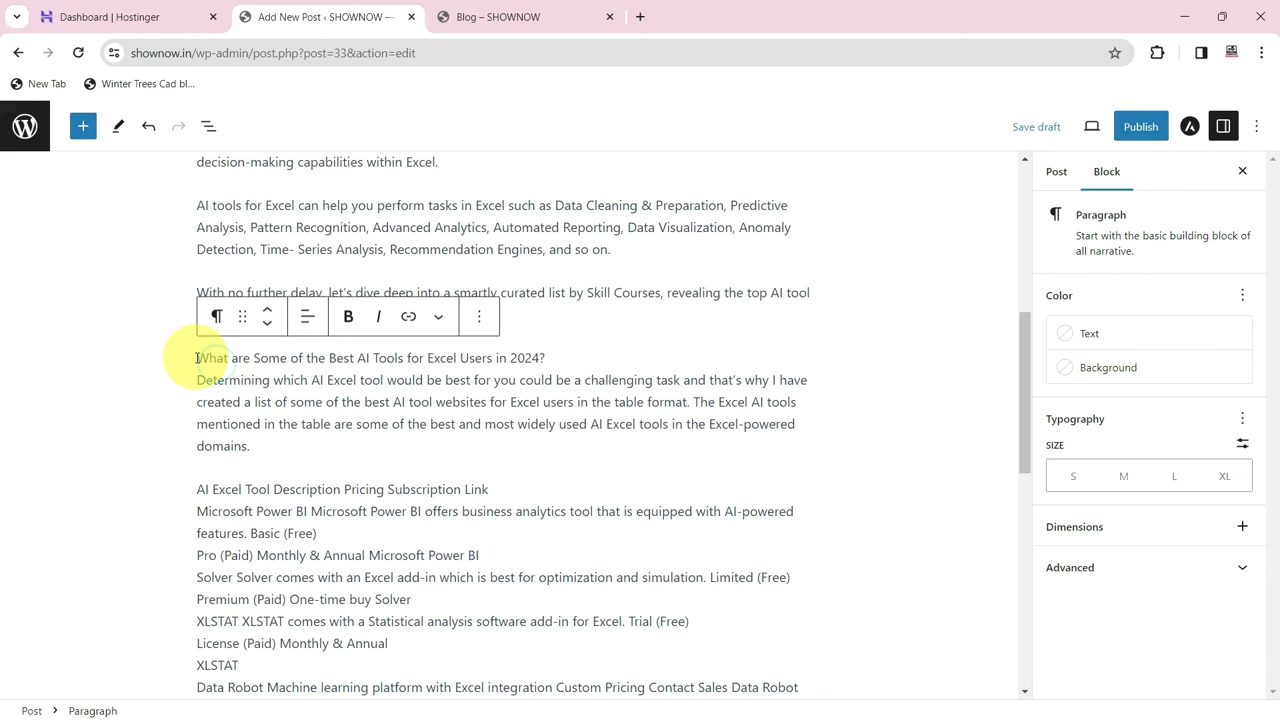 Dashboard | Hostinger
Add New Post ‹ SHOWNOW —
Blog – SHOWNOW
shownow.in/wp-admin/post.php?post=33&action=edit
New Tab
Winter Trees Cad bl...
Save draft
Publish
decision-making capabilities within Excel.
AI tools for Excel can help you perform tasks in Excel such as Data Cleaning & Preparation, Predictive
Analysis, Pattern Recognition, Advanced Analytics, Automated Reporting, Data Visualization, Anomaly
Detection, Time- Series Analysis, Recommendation Engines, and so on.
With no further delay, let's dive deep into a smartly curated list by Skill Courses, revealing the top AI tool
B I
What are Some of the Best AI Tools for Excel Users in 2024?
Determining which AI Excel tool would be best for you could be a challenging task and that's why I have
created a list of some of the best AI tool websites for Excel users in the table format. The Excel AI tools
mentioned in the table are some of the best and most widely used AI Excel tools in the Excel-powered
domains.
AI Excel Tool Description Pricing Subscription Link
Microsoft Power BI Microsoft Power BI offers business analytics tool that is equipped with AI-powered
features. Basic (Free)
Pro (Paid) Monthly & Annual Microsoft Power BI
Solver Solver comes with an Excel add-in which is best for optimization and simulation. Limited (Free)
Premium (Paid) One-time buy Solver
XLSTAT XLSTAT comes with a Statistical analysis software add-in for Excel. Trial (Free)
License (Paid) Monthly & Annual
XLSTAT
Data Robot Machine learning platform with Excel integration Custom Pricing Contact Sales Data Robot
Post
Block
Paragraph
Start with the basic building block of
all narrative.
Color
Text
Background
Typography
SIZE
S M L XL
Dimensions
Advanced
Post
Paragraph